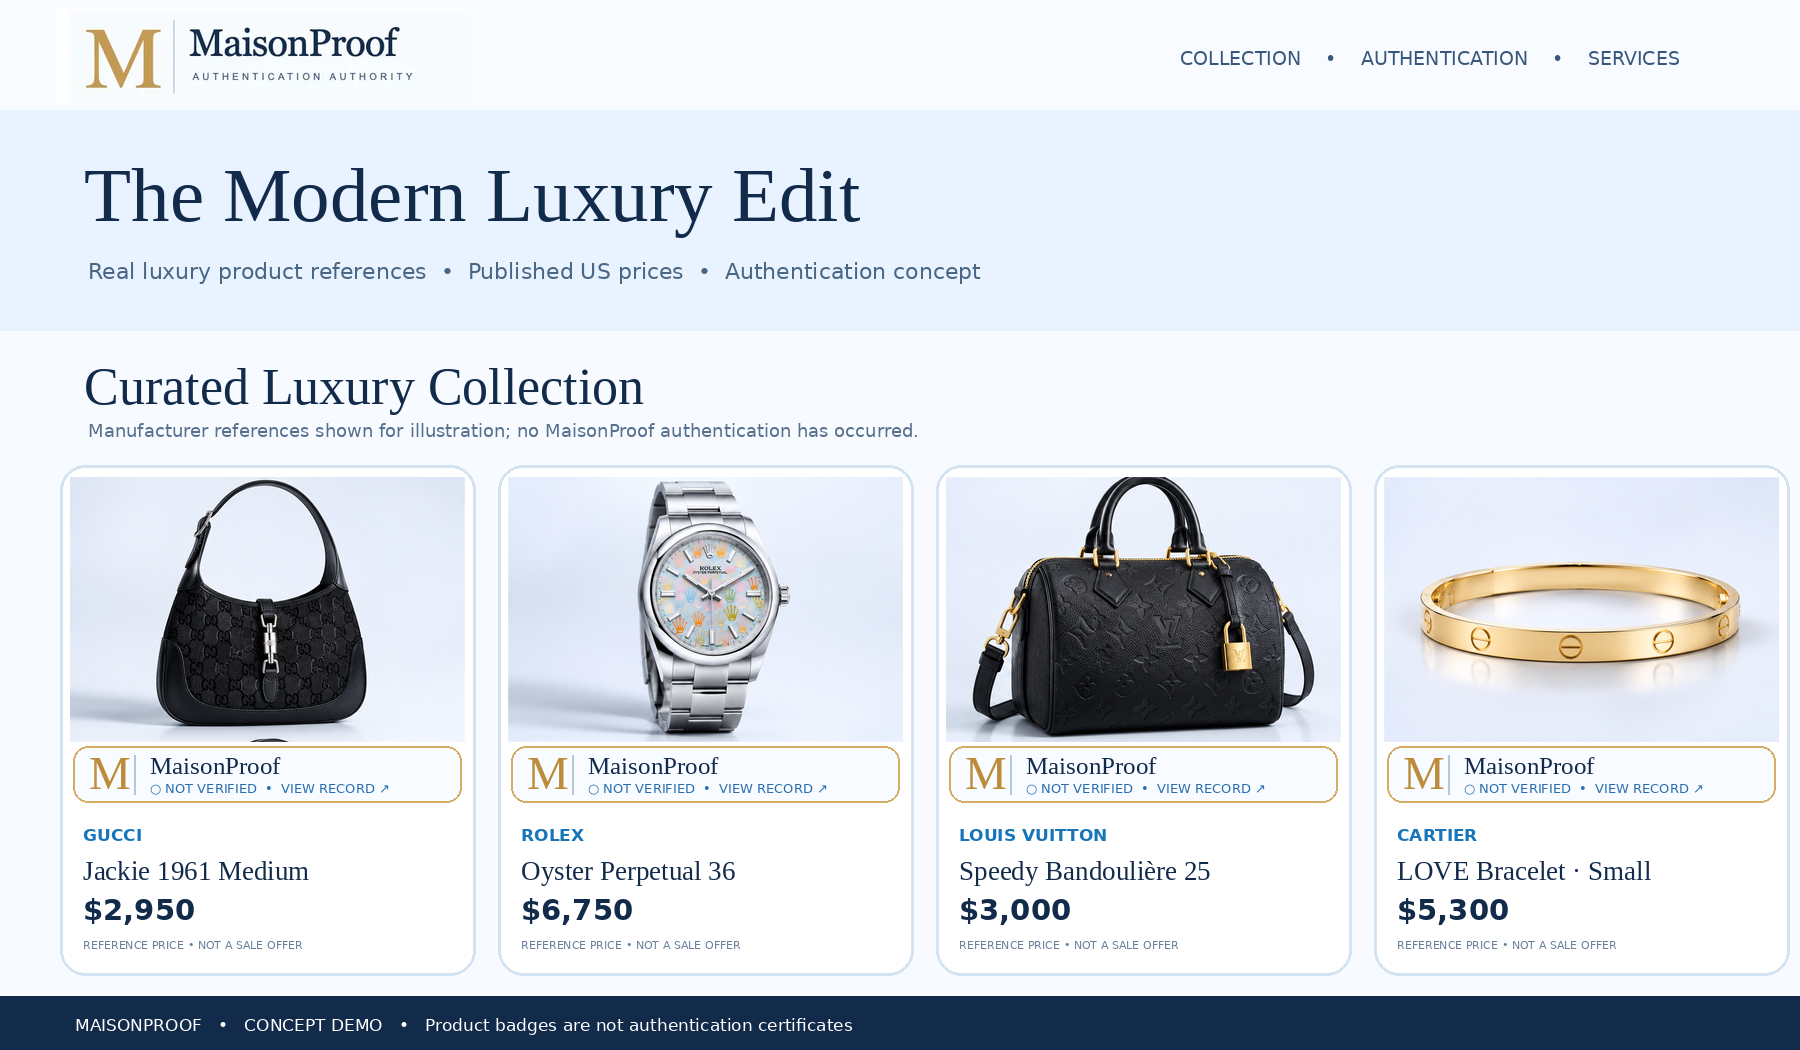 M MaisonProof
AUTHENTICATION AUTHORITY
COLLECTION • AUTHENTICATION • SERVICES
The Modern Luxury Edit
Real luxury product references • Published US prices • Authentication concept
Curated Luxury Collection
Manufacturer references shown for illustration; no MaisonProof authentication has occurred.
ROLEX
OYSTER PERPETUAL
LV
M MaisonProof
○ NOT VERIFIED • VIEW RECORD ↗
GUCCI
Jackie 1961 Medium
$2,950
REFERENCE PRICE • NOT A SALE OFFER
M MaisonProof
○ NOT VERIFIED • VIEW RECORD ↗
ROLEX
Oyster Perpetual 36
$6,750
REFERENCE PRICE • NOT A SALE OFFER
M MaisonProof
○ NOT VERIFIED • VIEW RECORD ↗
LOUIS VUITTON
Speedy Bandoulière 25
$3,000
REFERENCE PRICE • NOT A SALE OFFER
M MaisonProof
○ NOT VERIFIED • VIEW RECORD ↗
CARTIER
LOVE Bracelet · Small
$5,300
REFERENCE PRICE • NOT A SALE OFFER
MAISONPROOF • CONCEPT DEMO • Product badges are not authentication certificates